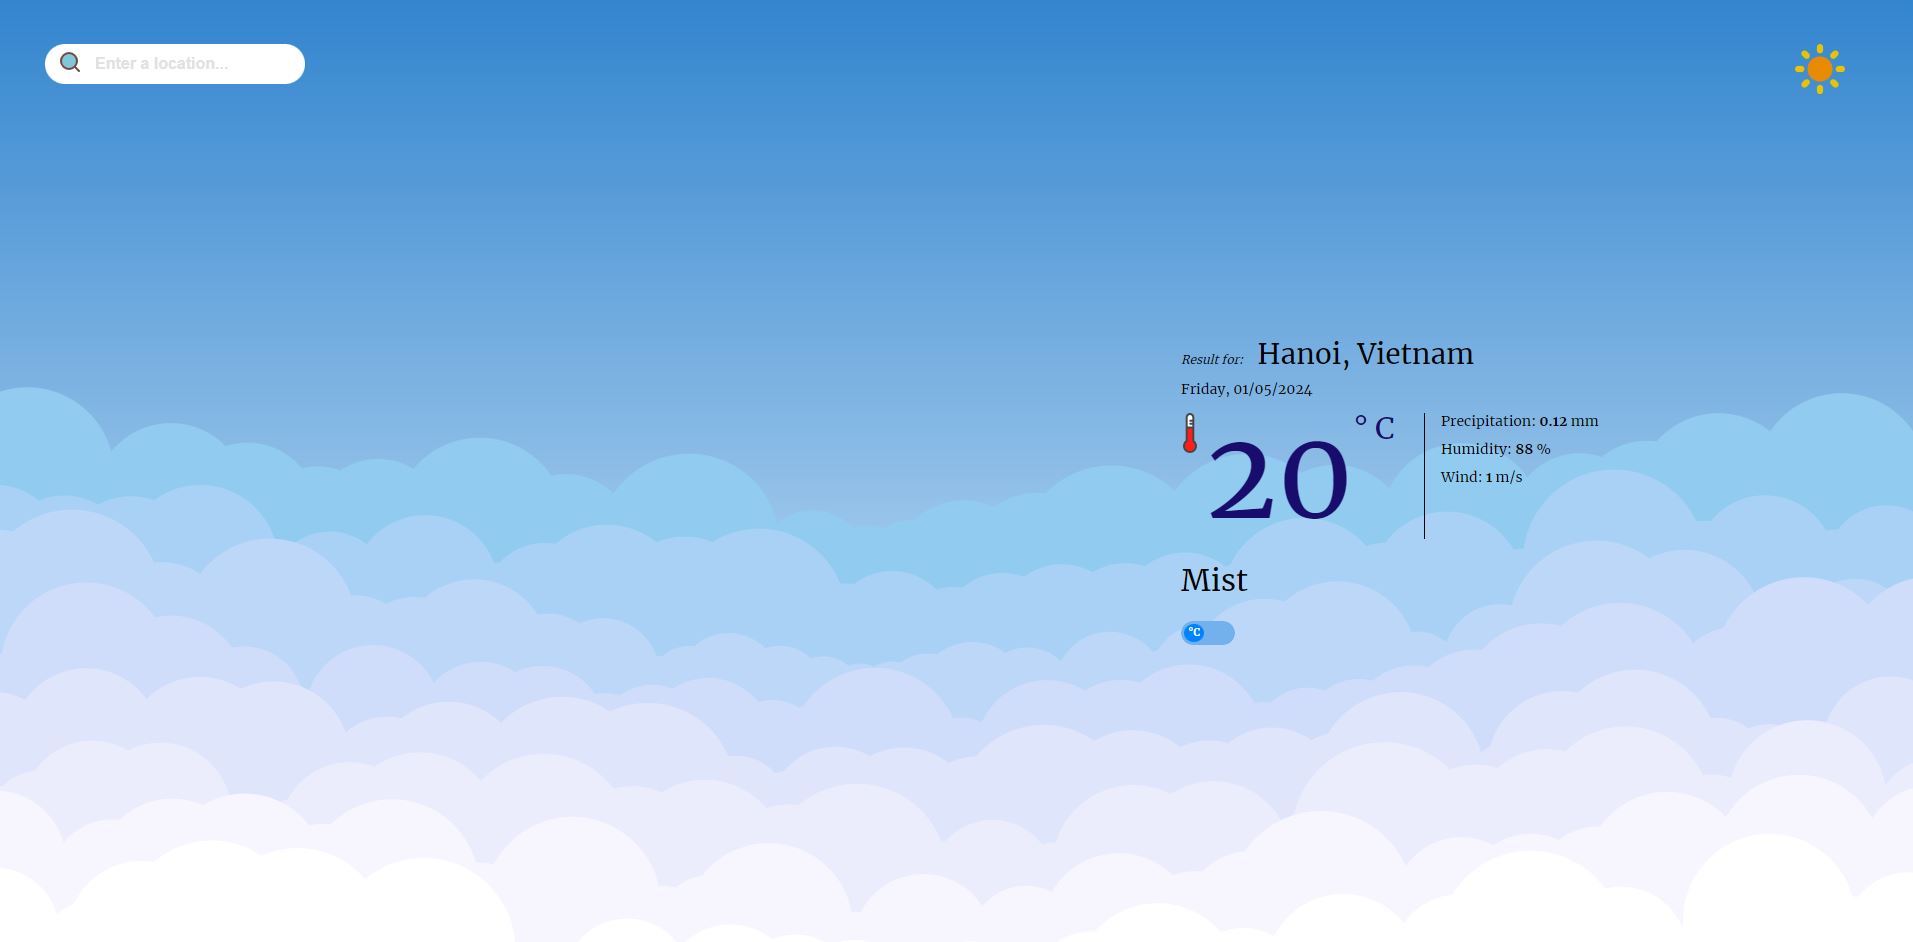 Enter a location...
Result for: Hanoi, Vietnam
Friday, 01/05/2024
20 ° C
Precipitation: 0.12 mm
Humidity: 88 %
Wind: 1 m/s
Mist
°C